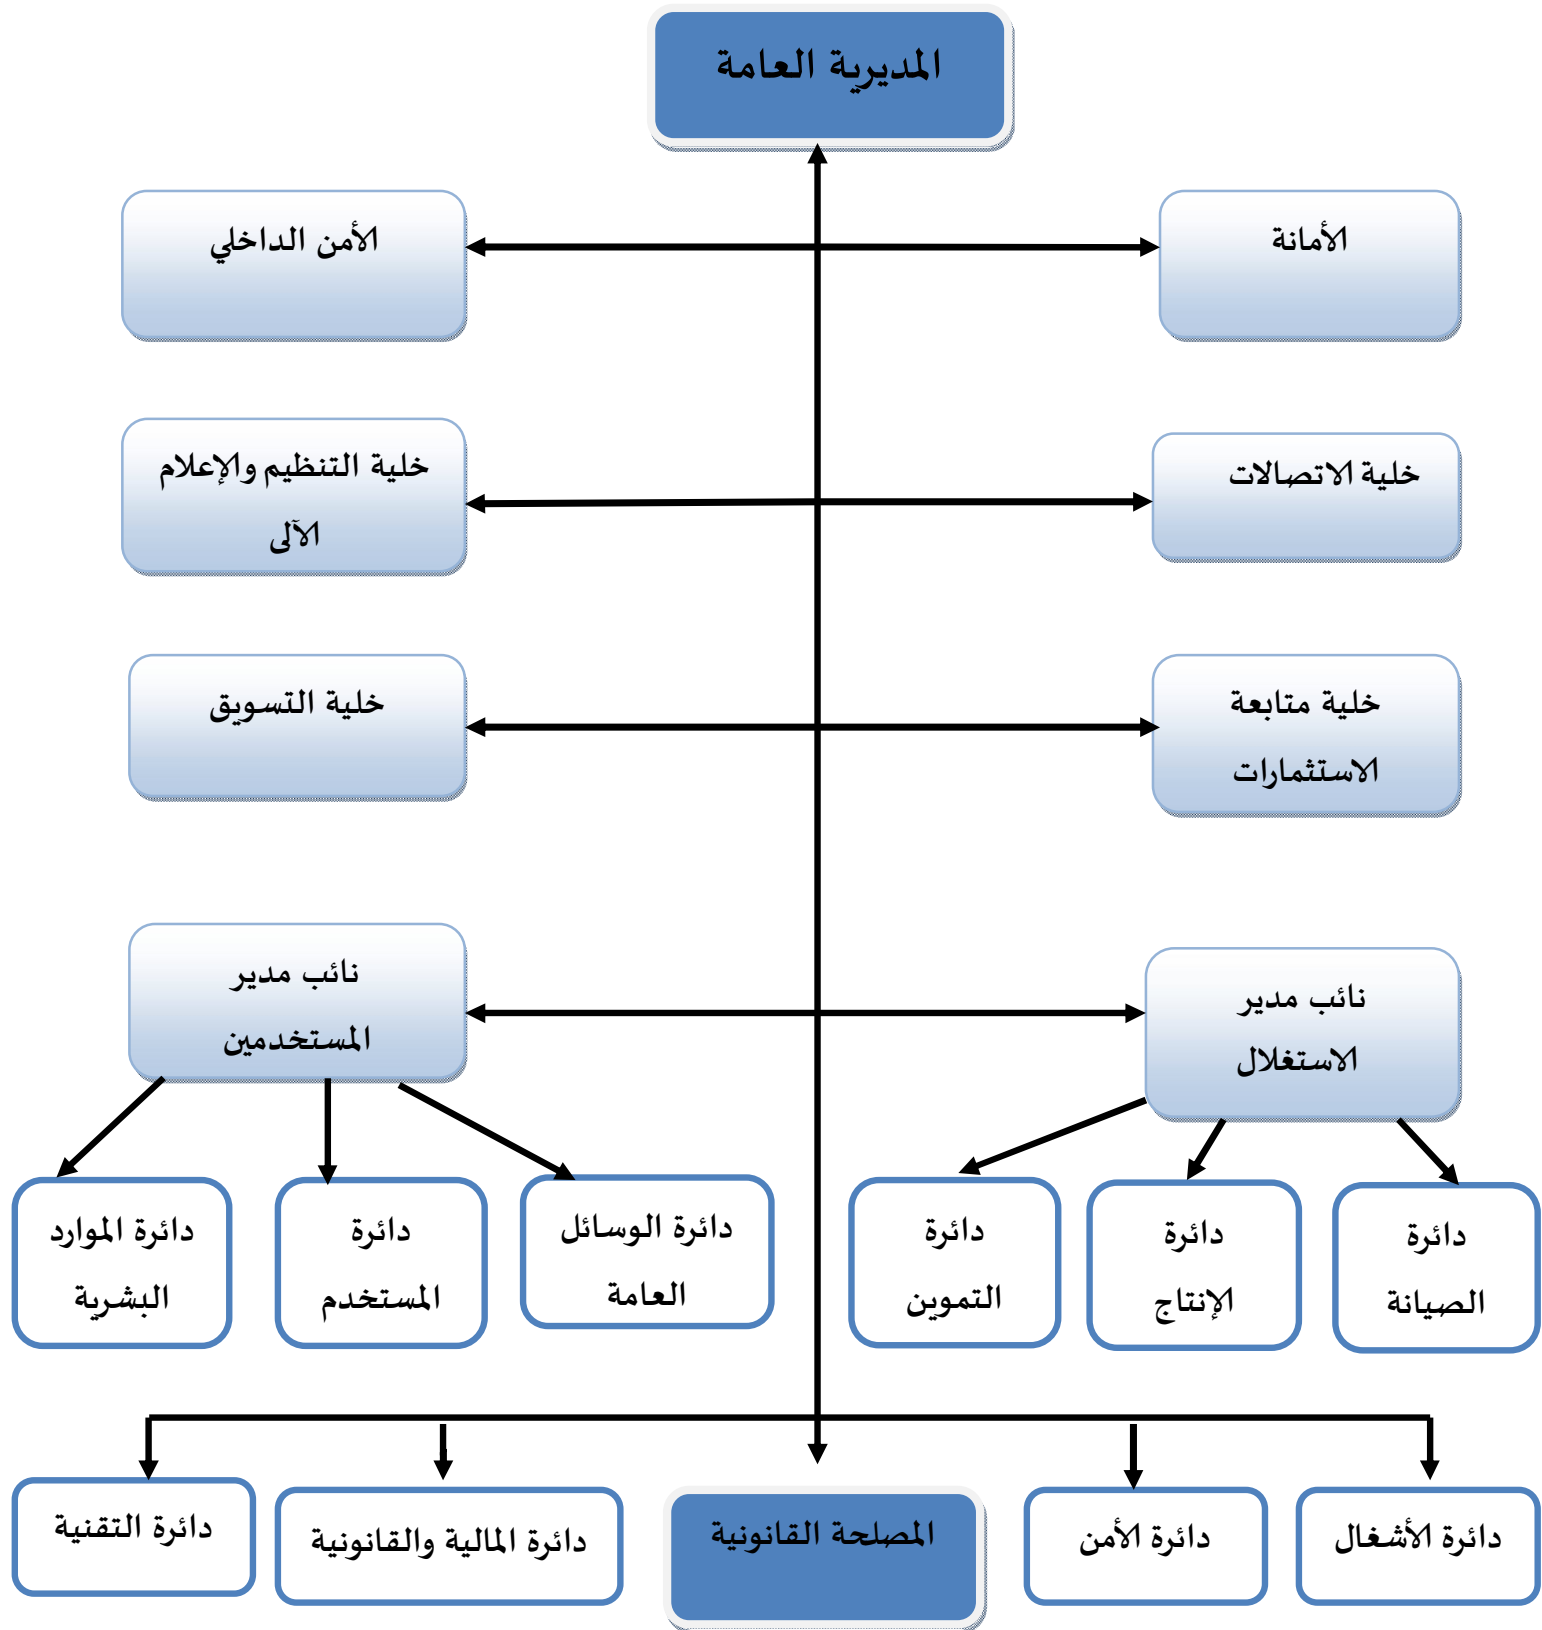 المديرية العامة
الأمانة
الأمن الداخلي
خلية الاتصالات
خلية التنظيم والإعلام
الآلى
خلية متابعة
الاستثمارات
خلية التسويق
نائب مدير
الاستغلال
نائب مدير
المستخدمين
دائرة
الصيانة
دائرة
الإنتاج
دائرة
التموين
دائرة الوسائل
العامة
دائرة
المستخدم
دائرة الموارد
البشرية
دائرة الأشغال
دائرة الأمن
المصلحة القانونية
دائرة المالية والقانونية
دائرة التقنية